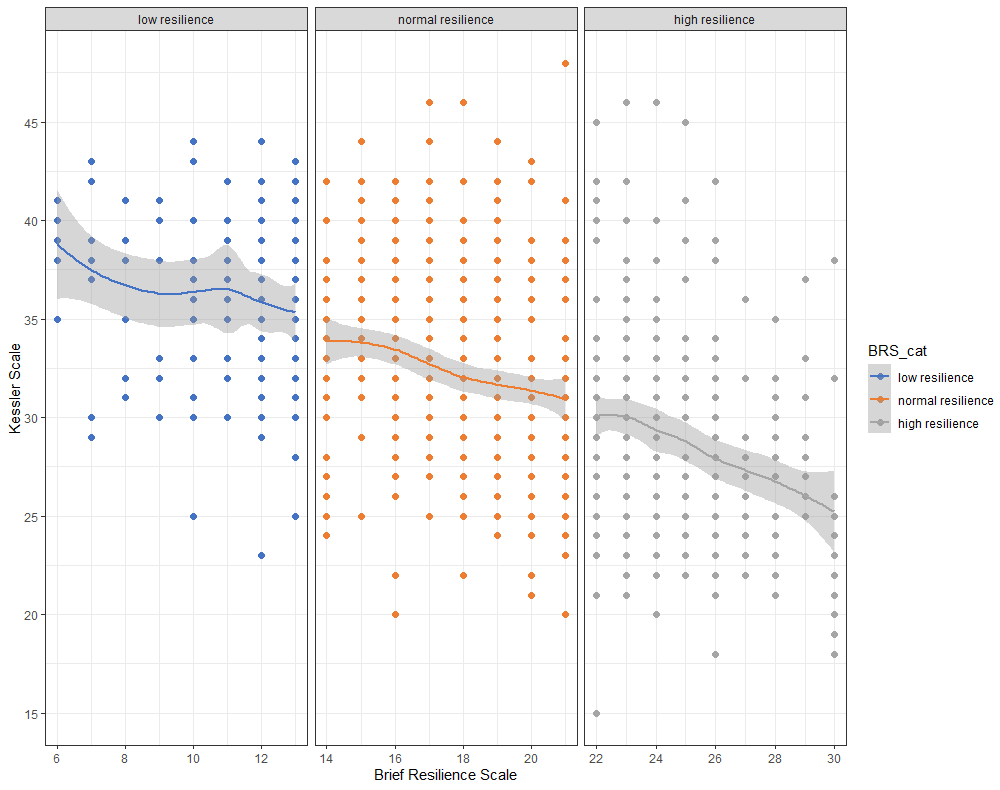 low resilience
normal resilience
high resilience
45
40
35
30
25
20
15
Kessler Scale
6
8
10
12
14
16
18
20
22
24
26
28
30
Brief Resilience Scale
BRS_cat
low resilience
normal resilience
high resilience